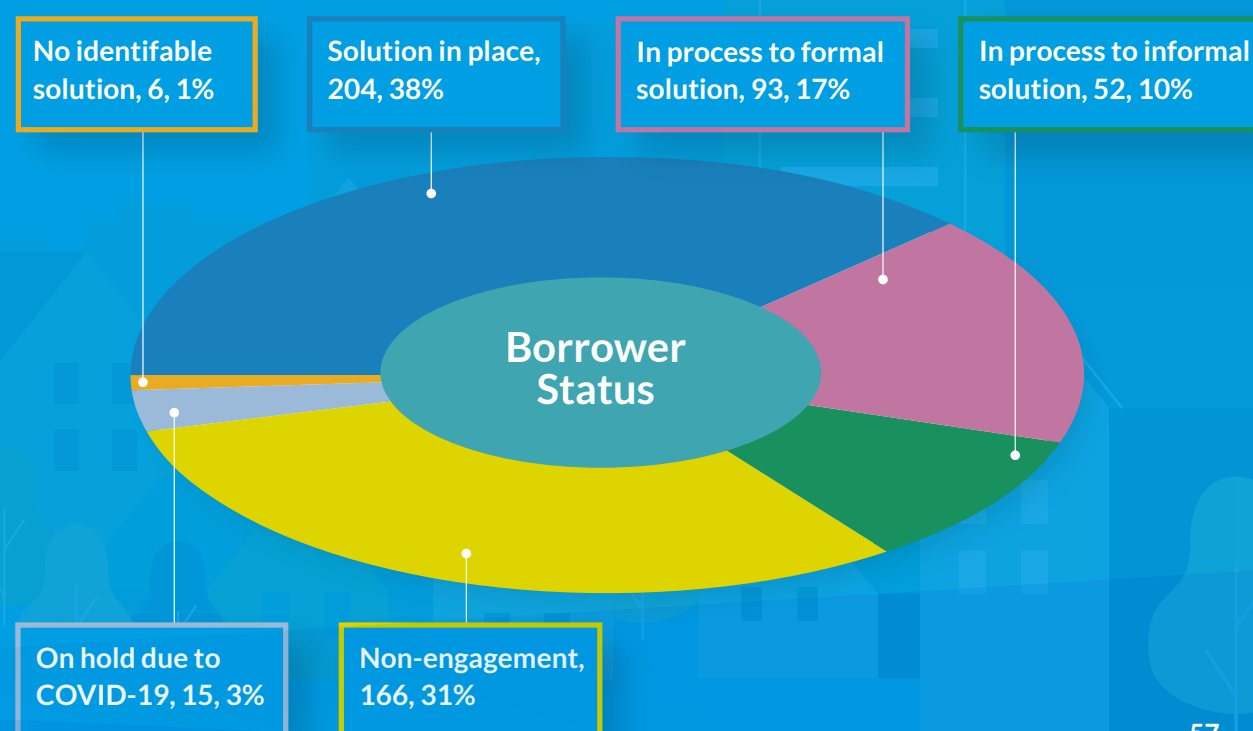 No identifable
solution, 6, 1%
Solution in place,
204, 38%
In process to formal
solution, 93, 17%
In process to informal
solution, 52, 10%
Borrower
Status
On hold due to
COVID-19, 15, 3%
Non-engagement,
166, 31%
57